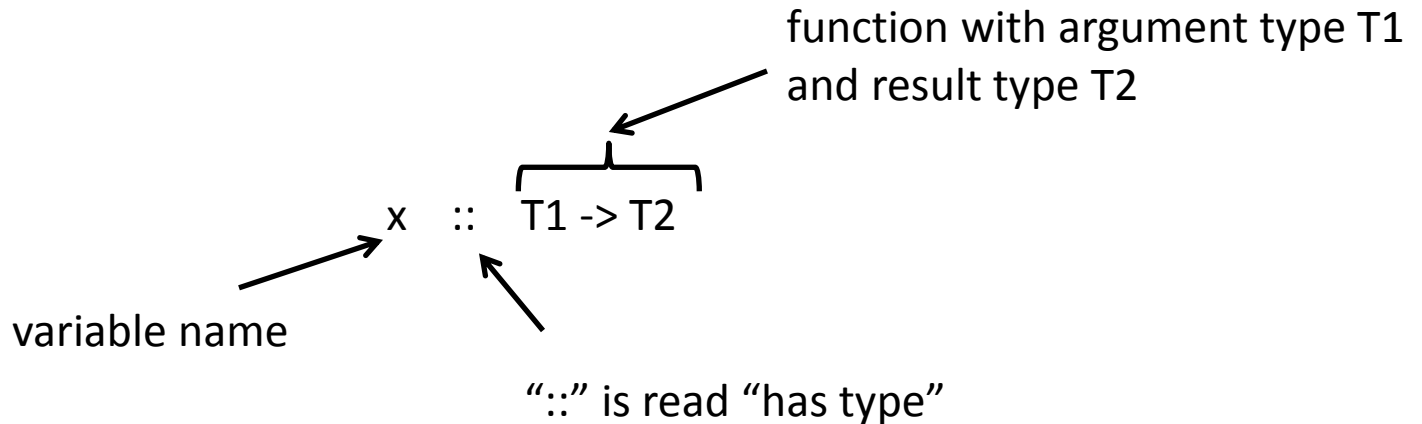 function with argument type T1
and result type T2
x :: T1 -> T2
variable name
“::” is read “has type”